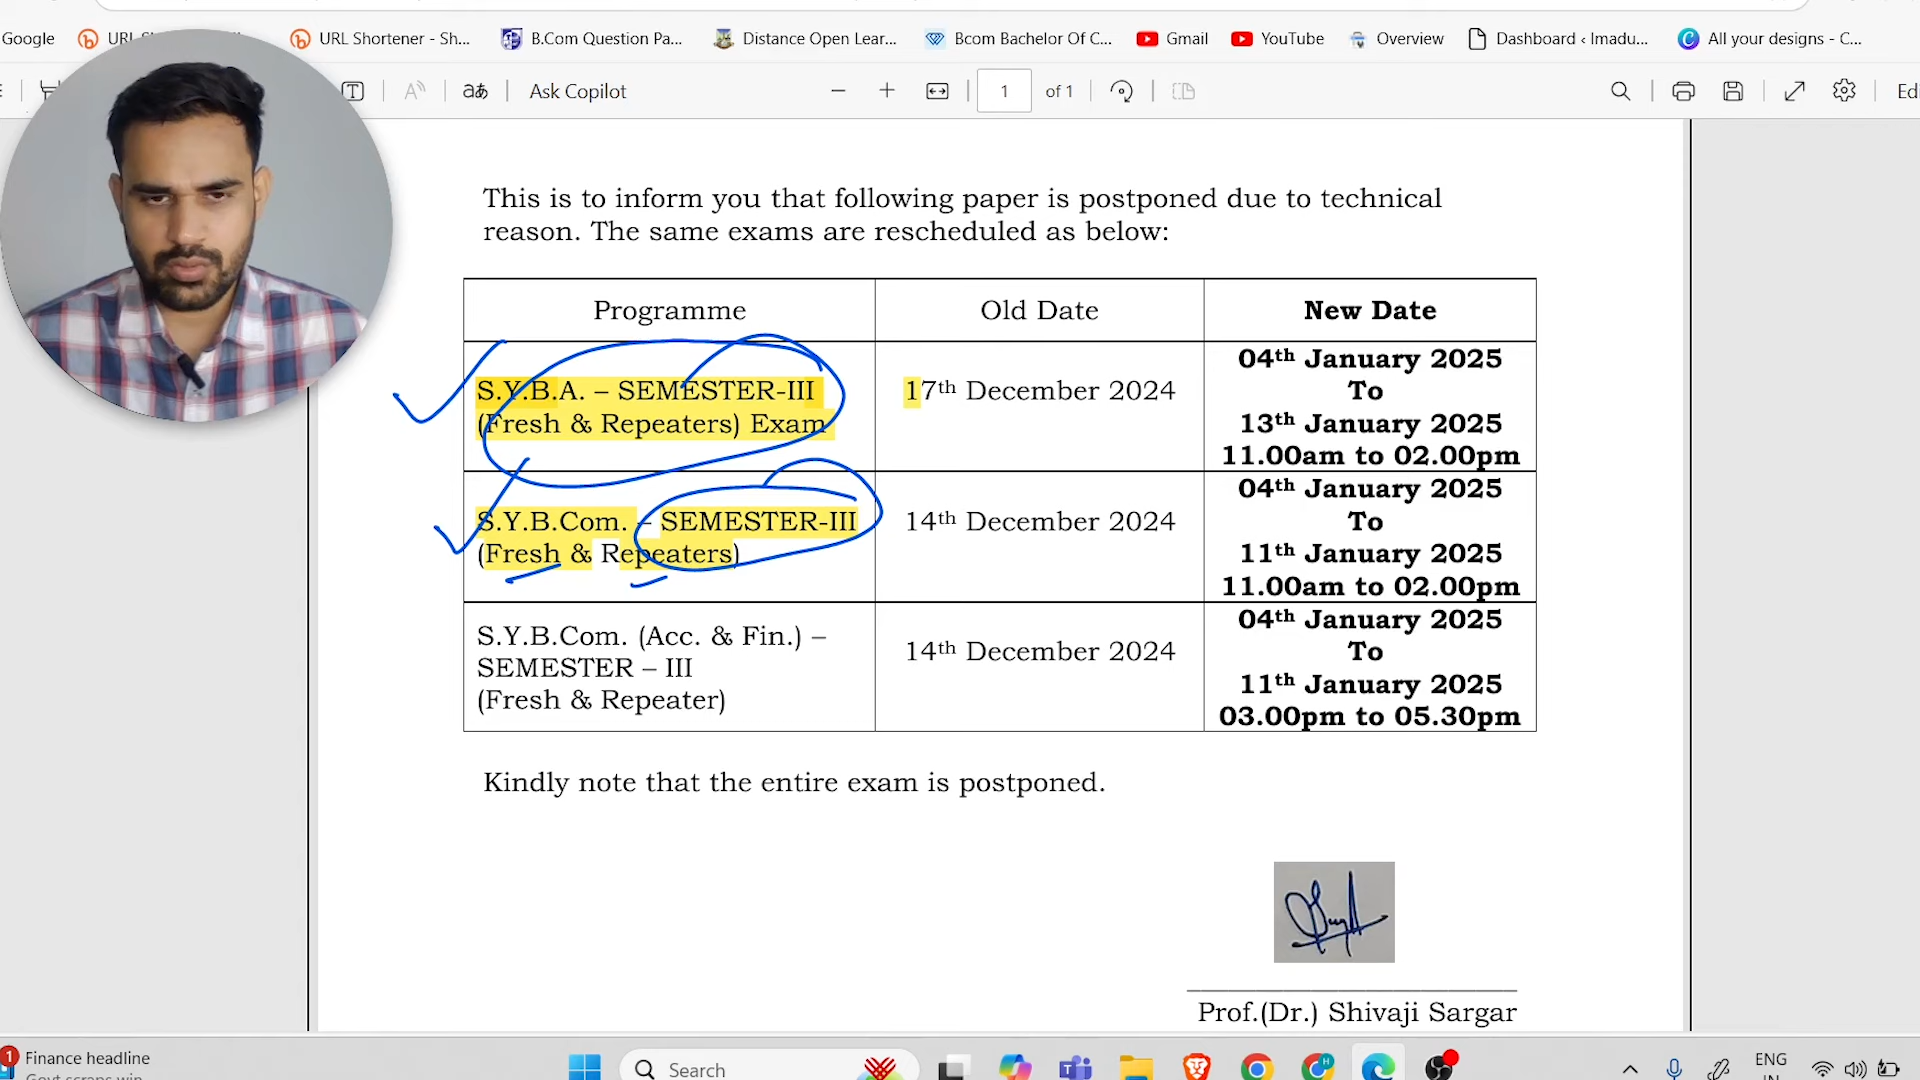 Google
URL Shortener - Sh...
B.Com Question Pa...
Distance Open Lear...
Bcom Bachelor Of C...
Gmail
YouTube
Overview
Dashboard ‹ Imadu...
All your designs - C...
T
aあ
Ask Copilot
1 of 1
This is to inform you that following paper is postponed due to technical
reason. The same exams are rescheduled as below:
Programme Old Date New Date
S.Y.B.A. – SEMESTER-III
(Fresh & Repeaters) Exam
17th December 2024
04th January 2025
To
13th January 2025
11.00am to 02.00pm
S.Y.B.Com. – SEMESTER-III
(Fresh & Repeaters)
14th December 2024
04th January 2025
To
11th January 2025
11.00am to 02.00pm
S.Y.B.Com. (Acc. & Fin.) –
SEMESTER – III
(Fresh & Repeater)
14th December 2024
04th January 2025
To
11th January 2025
03.00pm to 05.30pm
Kindly note that the entire exam is postponed.
Prof.(Dr.) Shivaji Sargar
1
Finance headline
Search
ENG